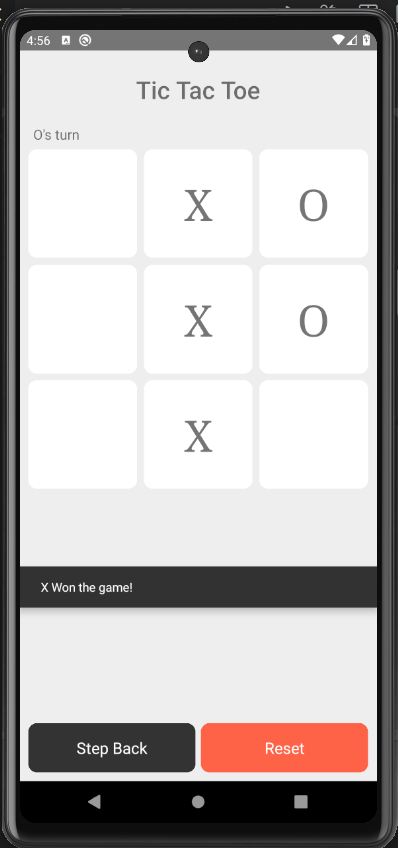 4:56
Tic Tac Toe
O's turn
X O
X O
X
X Won the game!
Step Back Reset